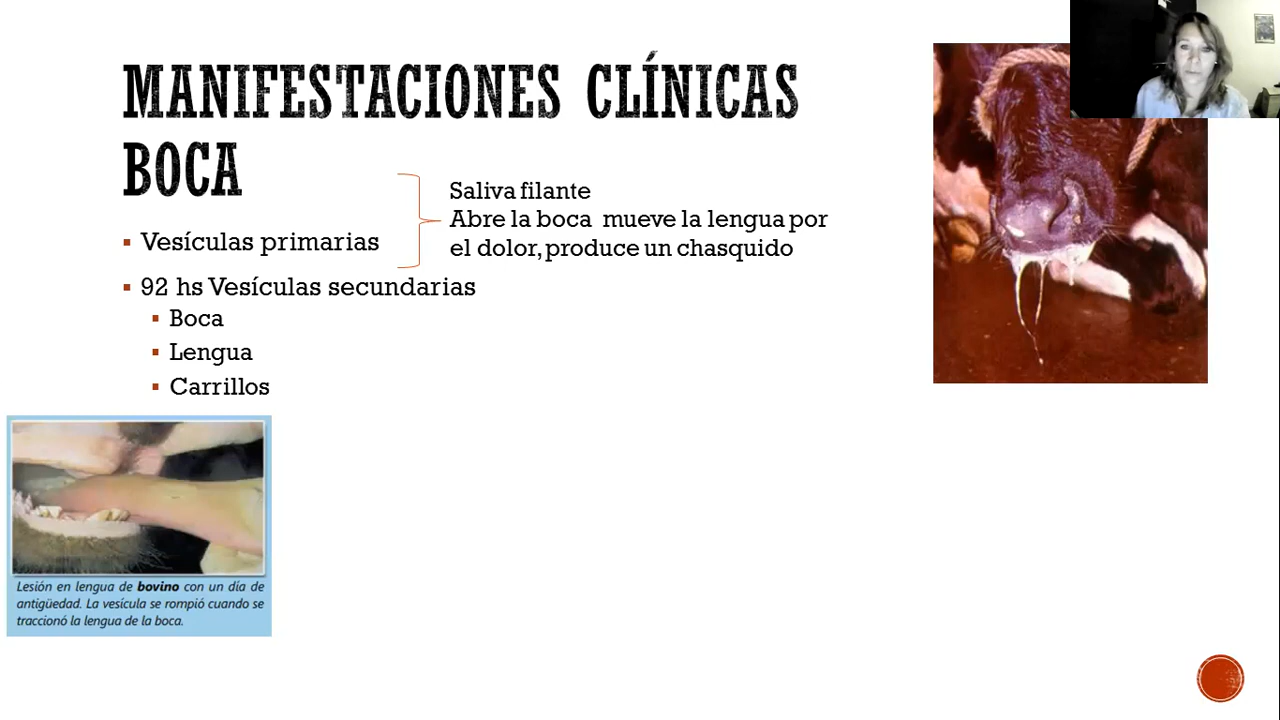 MANIFESTACIONES CLÍNICAS
BOCA
Vesículas primarias
Saliva filante
Abre la boca mueve la lengua por
el dolor, produce un chasquido
92 hs Vesículas secundarias
Boca
Lengua
Carrillos
Lesión en lengua de bovino con un día de
antigüedad. La vesícula se rompió cuando se
traccionó la lengua de la boca.